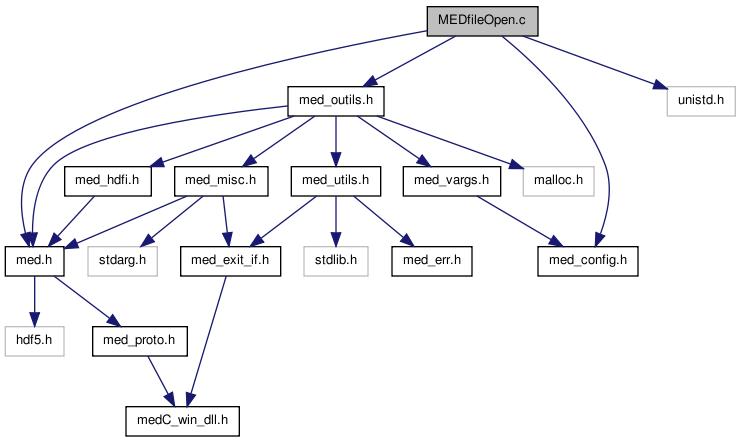 MEDfileOpen.c
med_outils.h
unistd.h
med_hdfi.h
med_misc.h
med_utils.h
med_vargs.h
malloc.h
med.h
stdarg.h
med_exit_if.h
stdlib.h
med_err.h
med_config.h
hdf5.h
med_proto.h
medC_win_dll.h